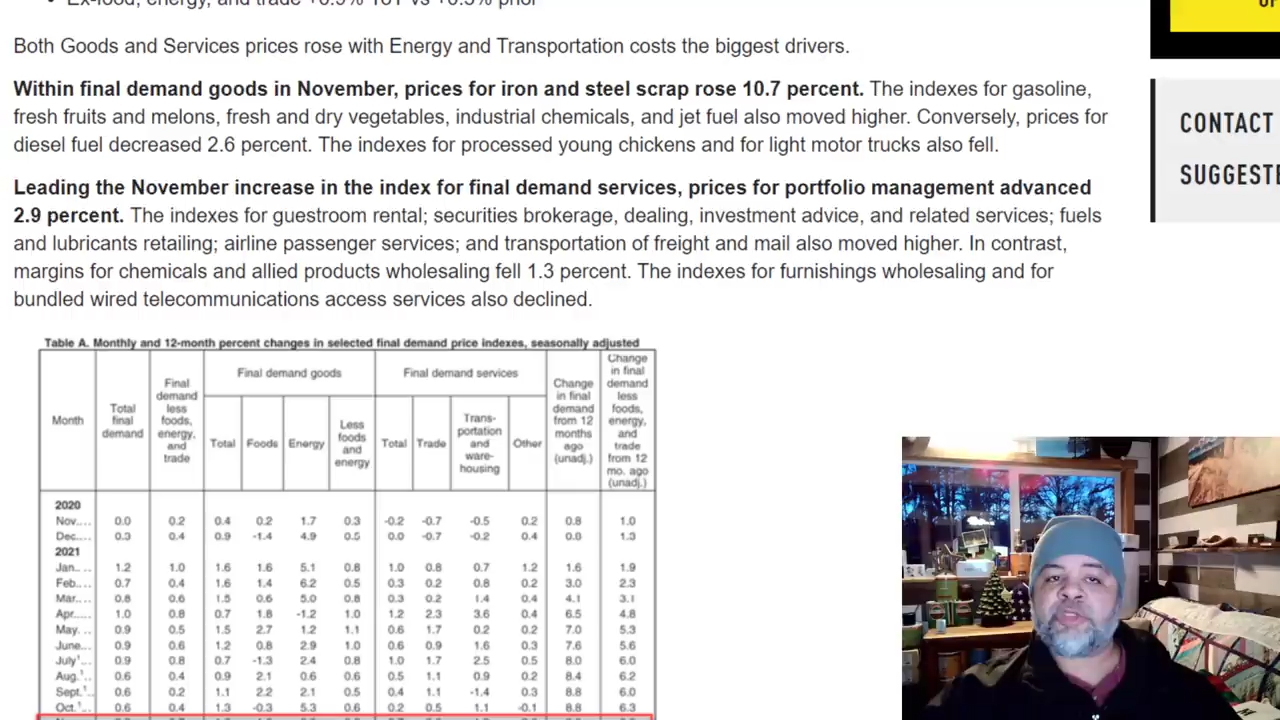 Ex-food, energy, and trade +6.9% YoY vs +6.3% prior
Both Goods and Services prices rose with Energy and Transportation costs the biggest drivers.
Within final demand goods in November, prices for iron and steel scrap rose 10.7 percent. The indexes for gasoline,
fresh fruits and melons, fresh and dry vegetables, industrial chemicals, and jet fuel also moved higher. Conversely, prices for
diesel fuel decreased 2.6 percent. The indexes for processed young chickens and for light motor trucks also fell.
Leading the November increase in the index for final demand services, prices for portfolio management advanced
2.9 percent. The indexes for guestroom rental; securities brokerage, dealing, investment advice, and related services; fuels
and lubricants retailing; airline passenger services; and transportation of freight and mail also moved higher. In contrast,
margins for chemicals and allied products wholesaling fell 1.3 percent. The indexes for furnishings wholesaling and for
bundled wired telecommunications access services also declined.
CONTACT
SUGGESTE
Table A. Monthly and 12-month percent changes in selected final demand price indexes, seasonally adjusted
Month
Total
final
demand
Final
demand
less
foods,
energy,
and
trade
Final demand goods
Total
Foods
Energy
Less
foods
and
energy
Final demand services
Total
Trade
Trans-
portation
and
ware-
housing
Other
Change
in final
demand
from 12
months
ago
(unadj.)
Change
in final
demand
less
foods,
energy,
and
trade
from 12
mo. ago
(unadj.)
2020
Nov.... 0.0 0.2 0.4 0.2 1.7 0.3 -0.2 -0.7 -0.5 0.2 0.8 1.0
Dec.... 0.3 0.4 0.9 -1.4 4.9 0.5 0.0 -0.7 -0.2 0.4 0.8 1.3
2021
Jan.... 1.2 1.0 1.6 1.6 5.1 0.8 1.0 0.8 0.7 1.2 1.6 1.9
Feb.... 0.7 0.4 1.6 1.4 6.2 0.5 0.3 0.2 0.8 0.2 3.0 2.3
Mar.... 0.8 0.6 1.5 0.6 5.0 0.8 0.3 0.2 1.4 0.4 4.1 3.1
Apr.... 1.0 0.8 0.7 1.8 -1.2 1.0 1.2 2.3 3.6 0.4 6.5 4.8
May... 0.9 0.5 1.5 2.7 1.2 1.1 0.6 1.7 0.2 0.2 7.0 5.3
June... 0.9 0.6 1.2 0.8 2.9 1.0 0.6 0.9 1.6 0.3 7.6 5.6
July¹.. 0.9 0.8 0.7 -1.3 2.4 0.8 1.0 1.7 2.5 0.5 8.0 6.0
Aug.¹.. 0.6 0.4 0.9 2.1 0.6 0.6 0.5 1.1 0.9 0.2 8.4 6.2
Sept.¹.. 0.6 0.2 1.1 2.2 2.1 0.5 0.4 1.1 -1.4 0.3 8.8 6.0
Oct.¹.. 0.6 0.4 1.3 -0.3 5.3 0.6 0.2 0.5 1.1 -0.1 8.8 6.3